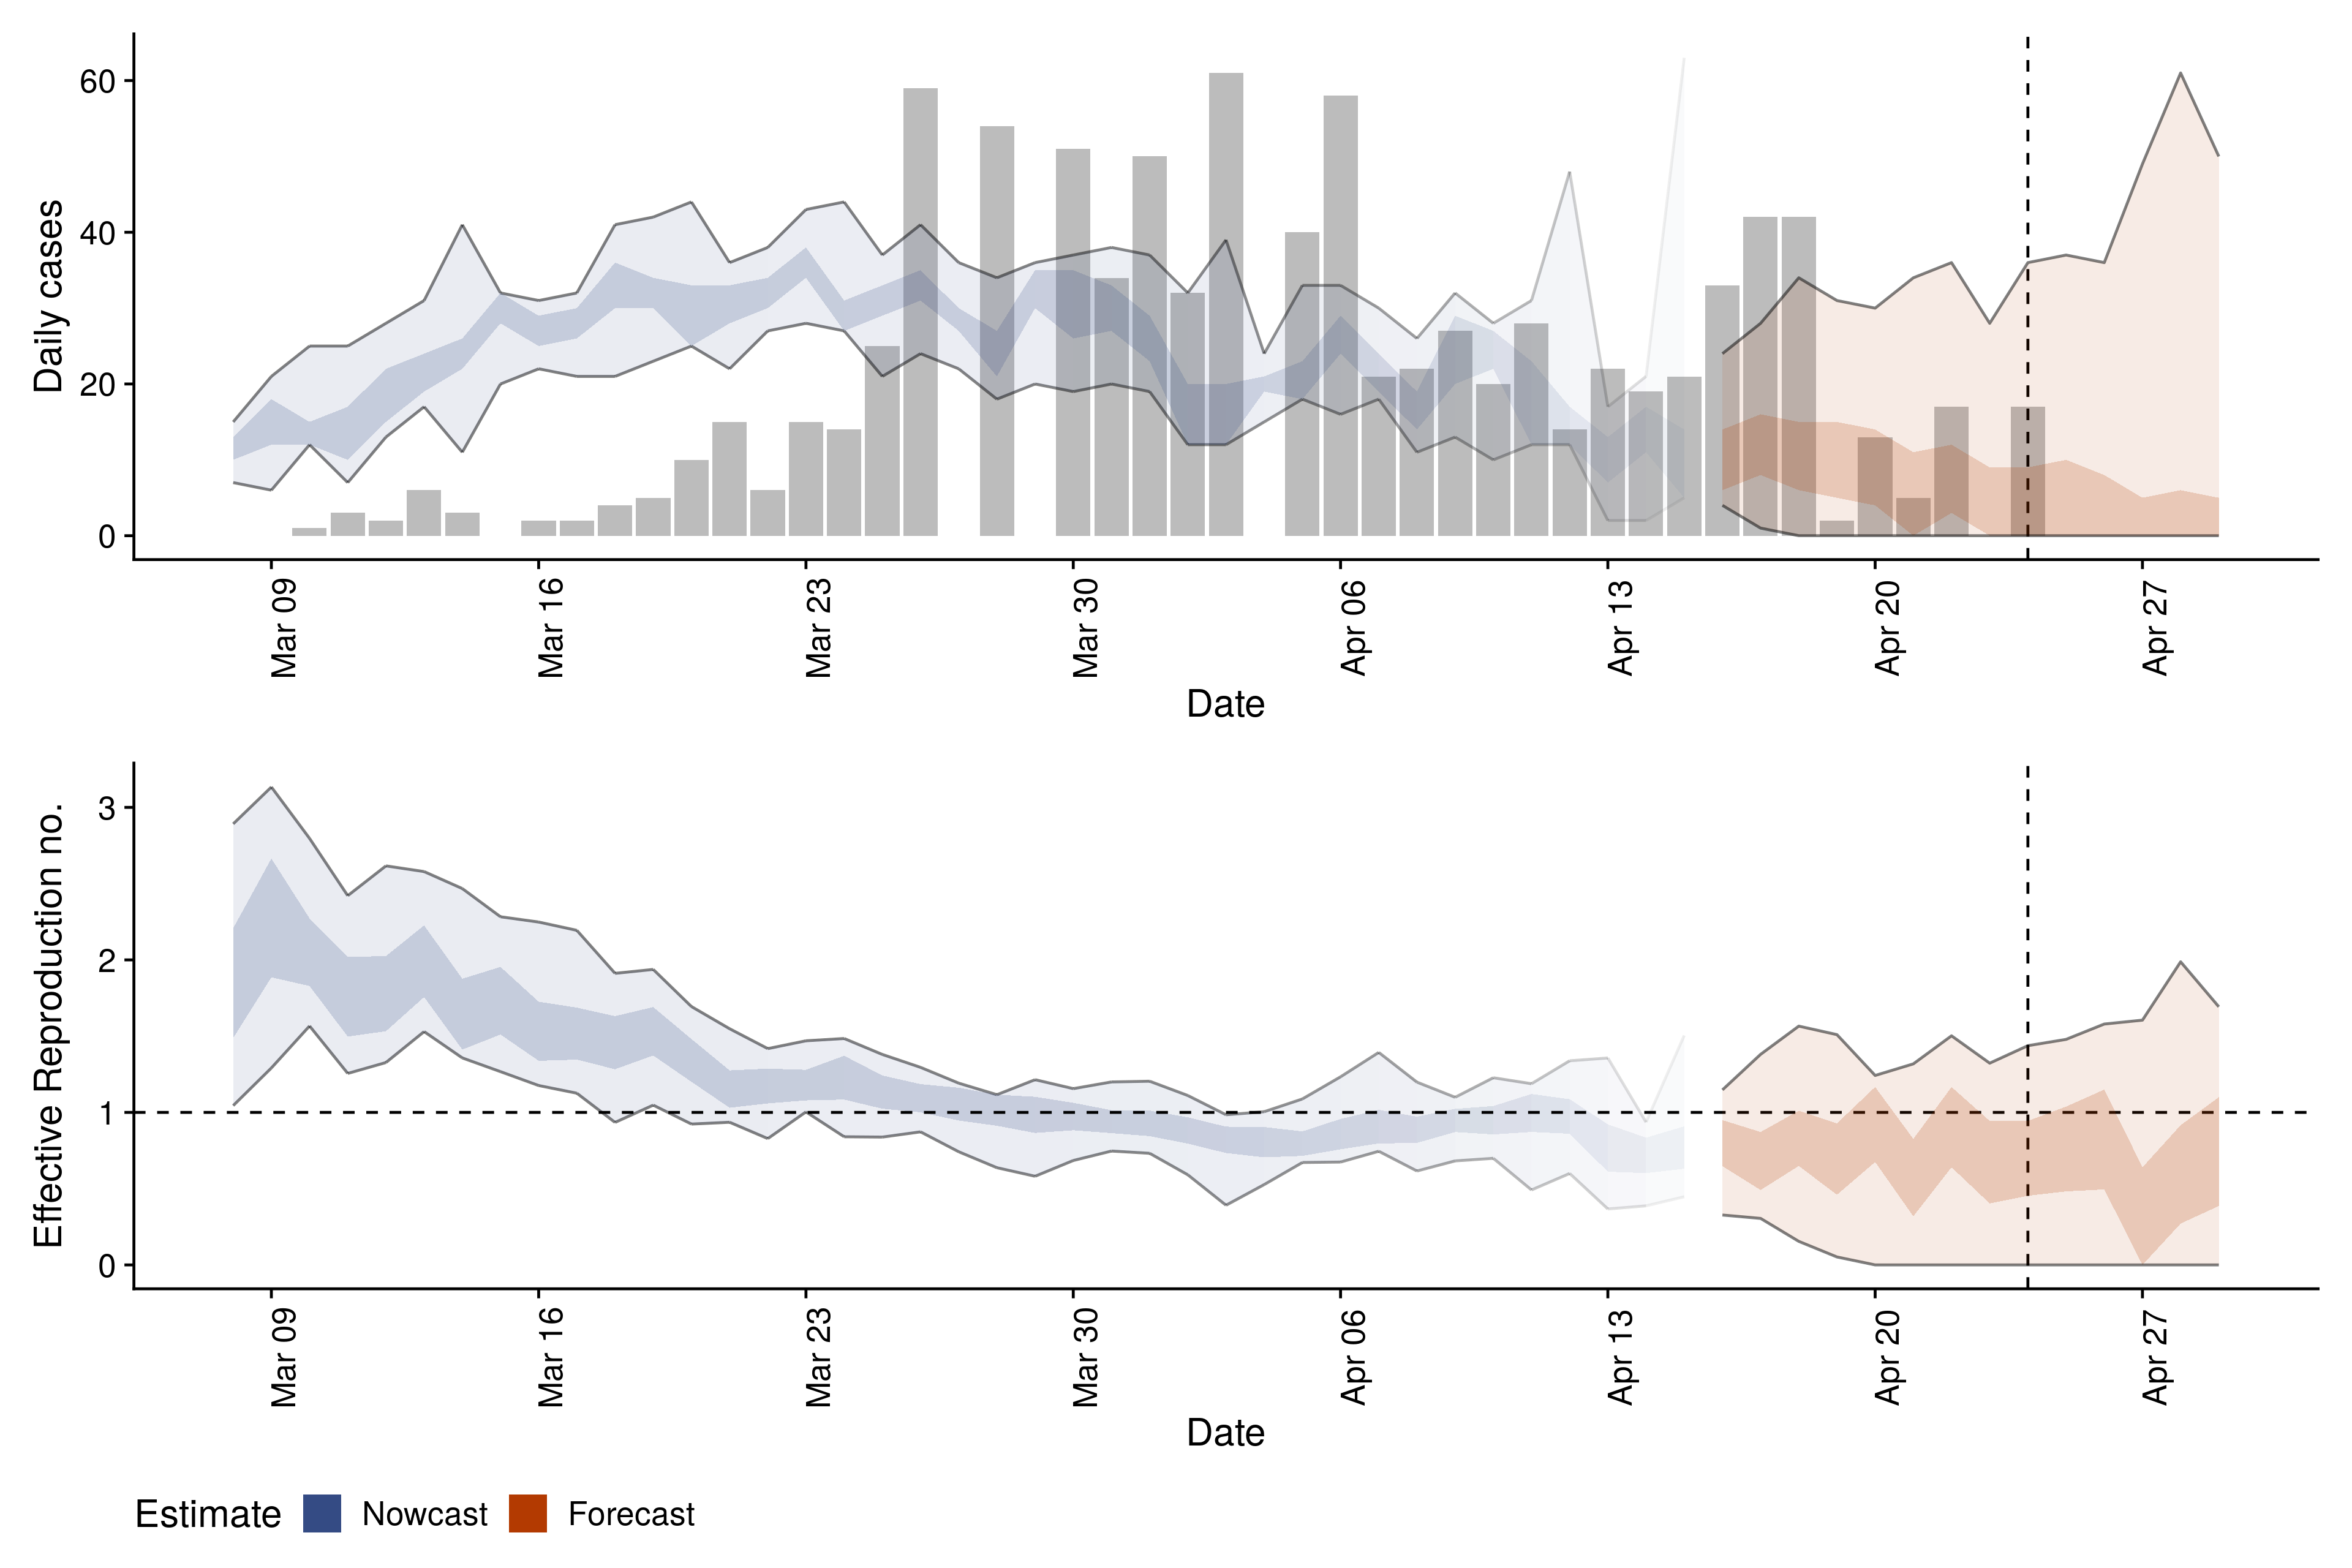 60
40
20
0
Daily cases
Mar 09
Mar 16
Mar 23
Mar 30
Apr 06
Apr 13
Apr 20
Apr 27
Date
3
2
1
0
Effective Reproduction no.
Mar 09
Mar 16
Mar 23
Mar 30
Apr 06
Apr 13
Apr 20
Apr 27
Date
Estimate Nowcast Forecast